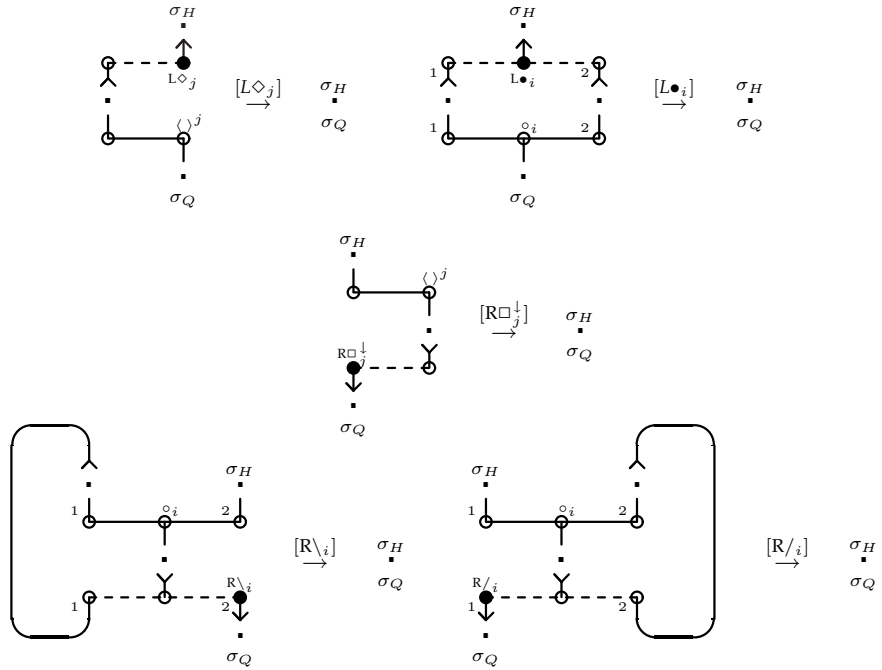 σ_H σ_H
L◇_j [L◇_j] → σ_H σ_Q 1 L●_i 2 [L●_i] → σ_H σ_Q
⟨ ⟩^j 1 ∘_i 2
σ_Q σ_Q
σ_H
⟨ ⟩^j [R□_j^↓] → σ_H σ_Q
R□_j^↓
σ_Q
σ_H σ_H
1 ∘_i 2 [R\_i] → σ_H σ_Q 1 ∘_i 2 [R/_i] → σ_H σ_Q
1 R\_i 2 R/_i 1 2
σ_Q σ_Q